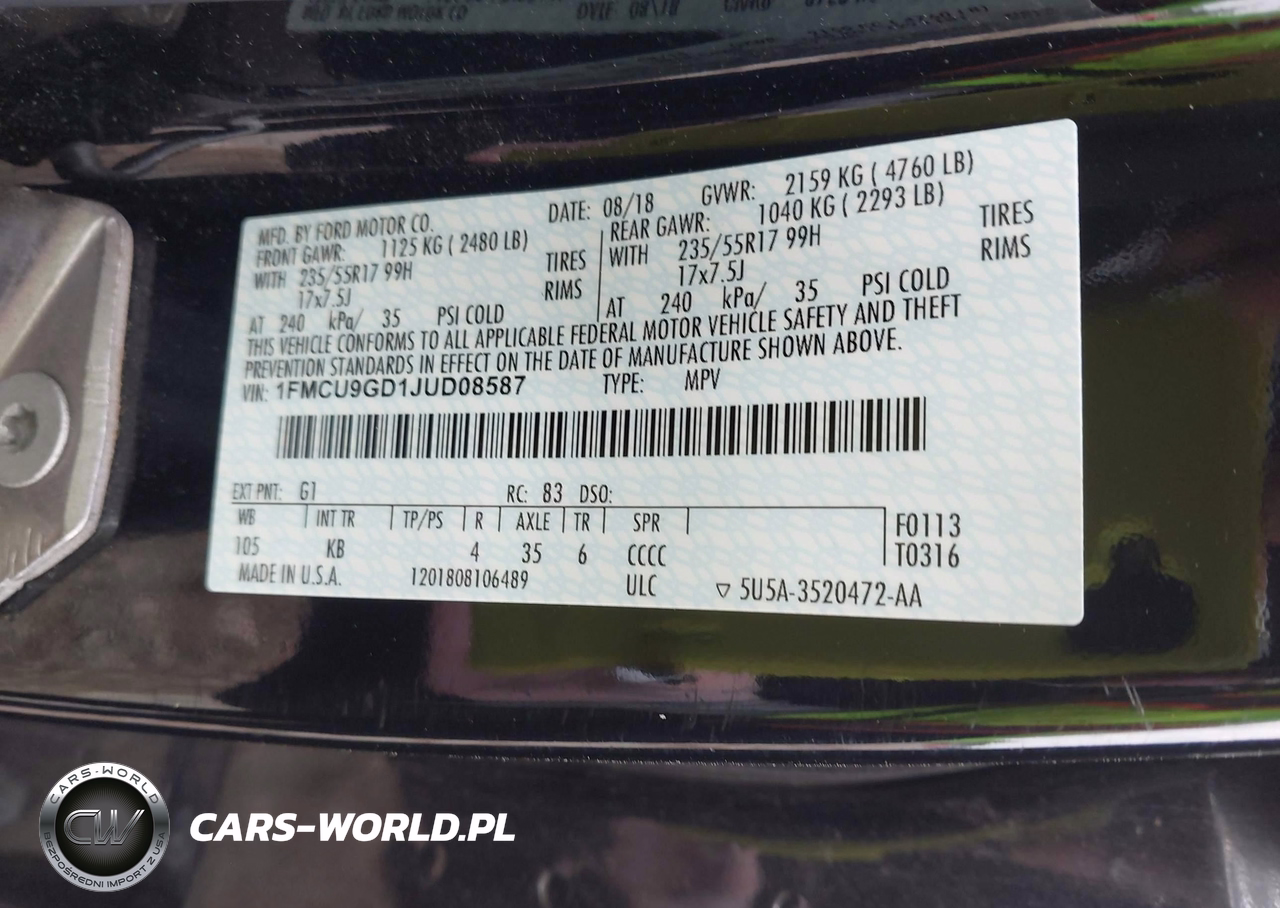 MFD. BY FORD MOTOR CO. DATE: 08/18 GVWR: 2159 KG ( 4760 LB)
FRONT GAWR: 1125 KG ( 2480 LB) REAR GAWR: 1040 KG ( 2293 LB)
WITH 235/55R17 99H TIRES WITH 235/55R17 99H TIRES
17x7.5J RIMS 17x7.5J RIMS
AT 240 kPa/ 35 PSI COLD AT 240 kPa/ 35 PSI COLD
THIS VEHICLE CONFORMS TO ALL APPLICABLE FEDERAL MOTOR VEHICLE SAFETY AND THEFT
PREVENTION STANDARDS IN EFFECT ON THE DATE OF MANUFACTURE SHOWN ABOVE.
VIN: 1FMCU9GD1JUD08587 TYPE: MPV
EXT PNT: G1 RC: 83 DSO:
WB INT TR TP/PS R AXLE TR SPR F0113
105 KB 4 35 6 CCCC T0316
MADE IN U.S.A. 1201808106489 ULC ▽ 5U5A-3520472-AA
CARS-WORLD
CW
BEZPOŚREDNI IMPORT Z USA
CARS-WORLD.PL